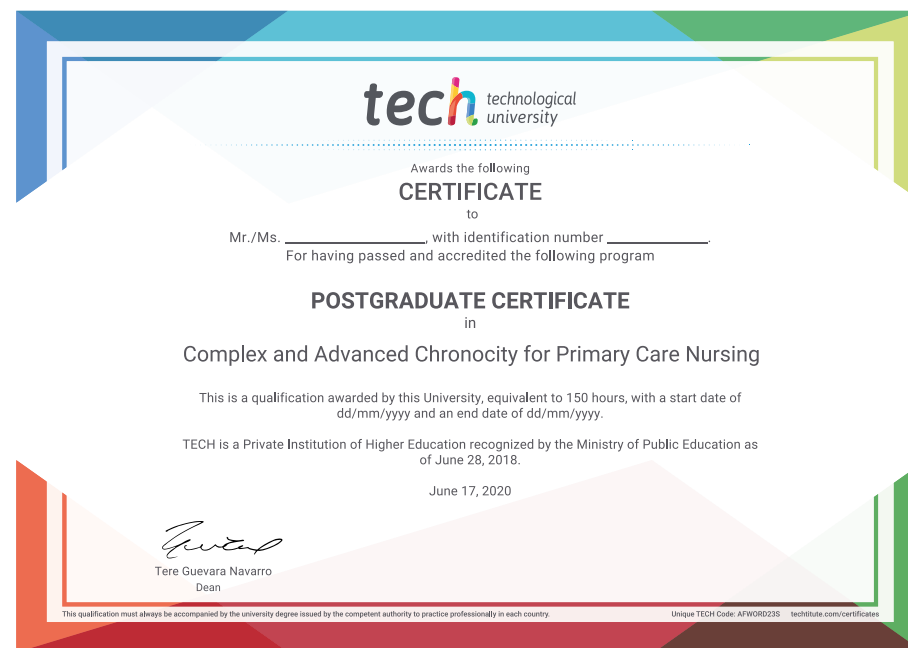 tech technological
university
Awards the following
CERTIFICATE
to
Mr./Ms. ____________________, with identification number ______________.
For having passed and accredited the following program
POSTGRADUATE CERTIFICATE
in
Complex and Advanced Chronocity for Primary Care Nursing
This is a qualification awarded by this University, equivalent to 150 hours, with a start date of
dd/mm/yyyy and an end date of dd/mm/yyyy.
TECH is a Private Institution of Higher Education recognized by the Ministry of Public Education as
of June 28, 2018.
June 17, 2020
Tere Guevara Navarro
Dean
This qualification must always be accompanied by the university degree issued by the competent authority to practice professionally in each country. Unique TECH Code: AFWORD23S techtitute.com/certificates